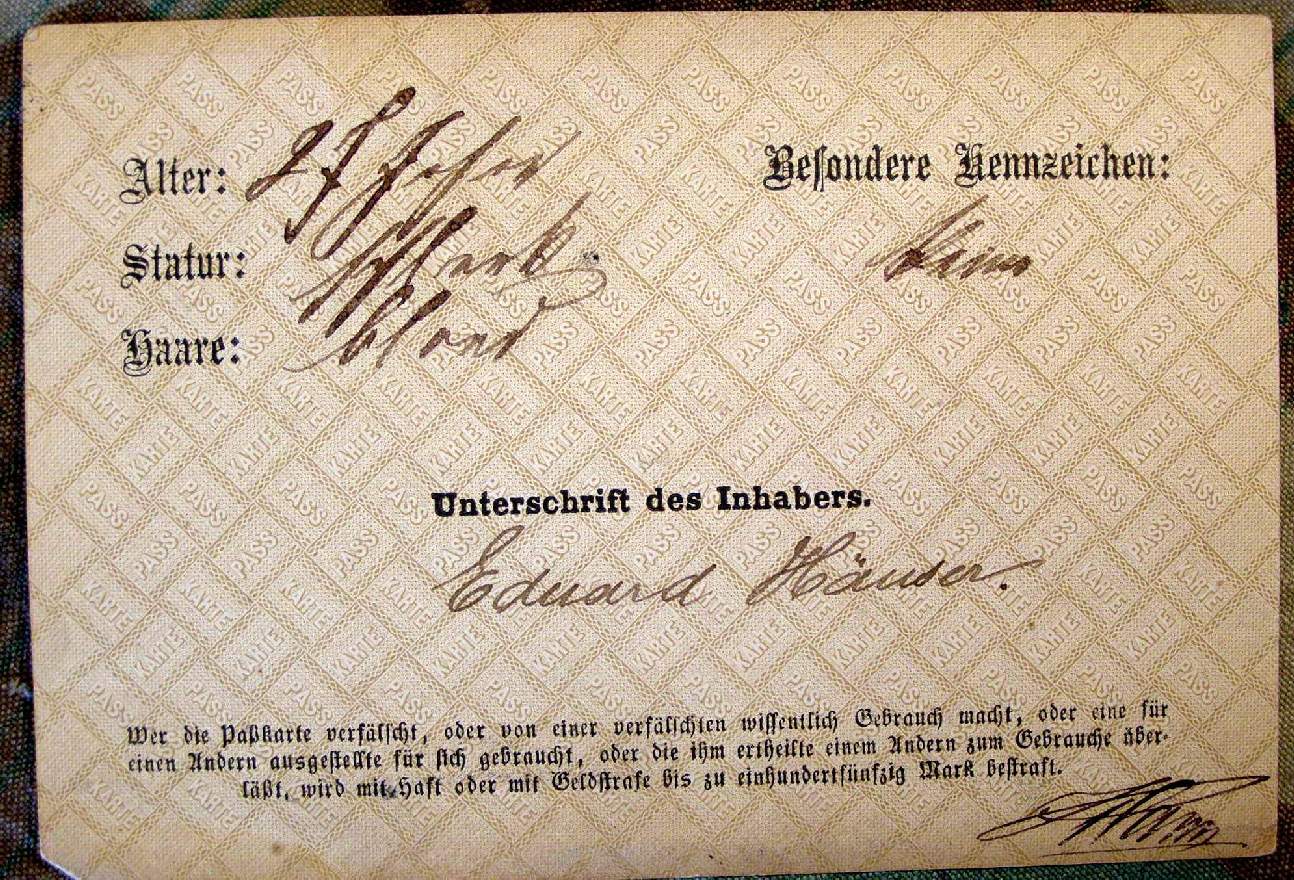 Alter: 27 Jahre
Besondere Kennzeichen:
Statur: stark
Keine
Haare: blond
Unterschrift des Inhabers.
Eduard Häuser.
Wer die Paßkarte verfälscht, oder von einer verfälschten wissentlich Gebrauch macht, oder eine für
einen Andern ausgestellte für sich gebraucht, oder die ihm ertheilte einem Andern zum Gebrauche über-
läßt, wird mit Haft oder mit Geldstrafe bis zu einhundertfünfzig Mark bestraft.